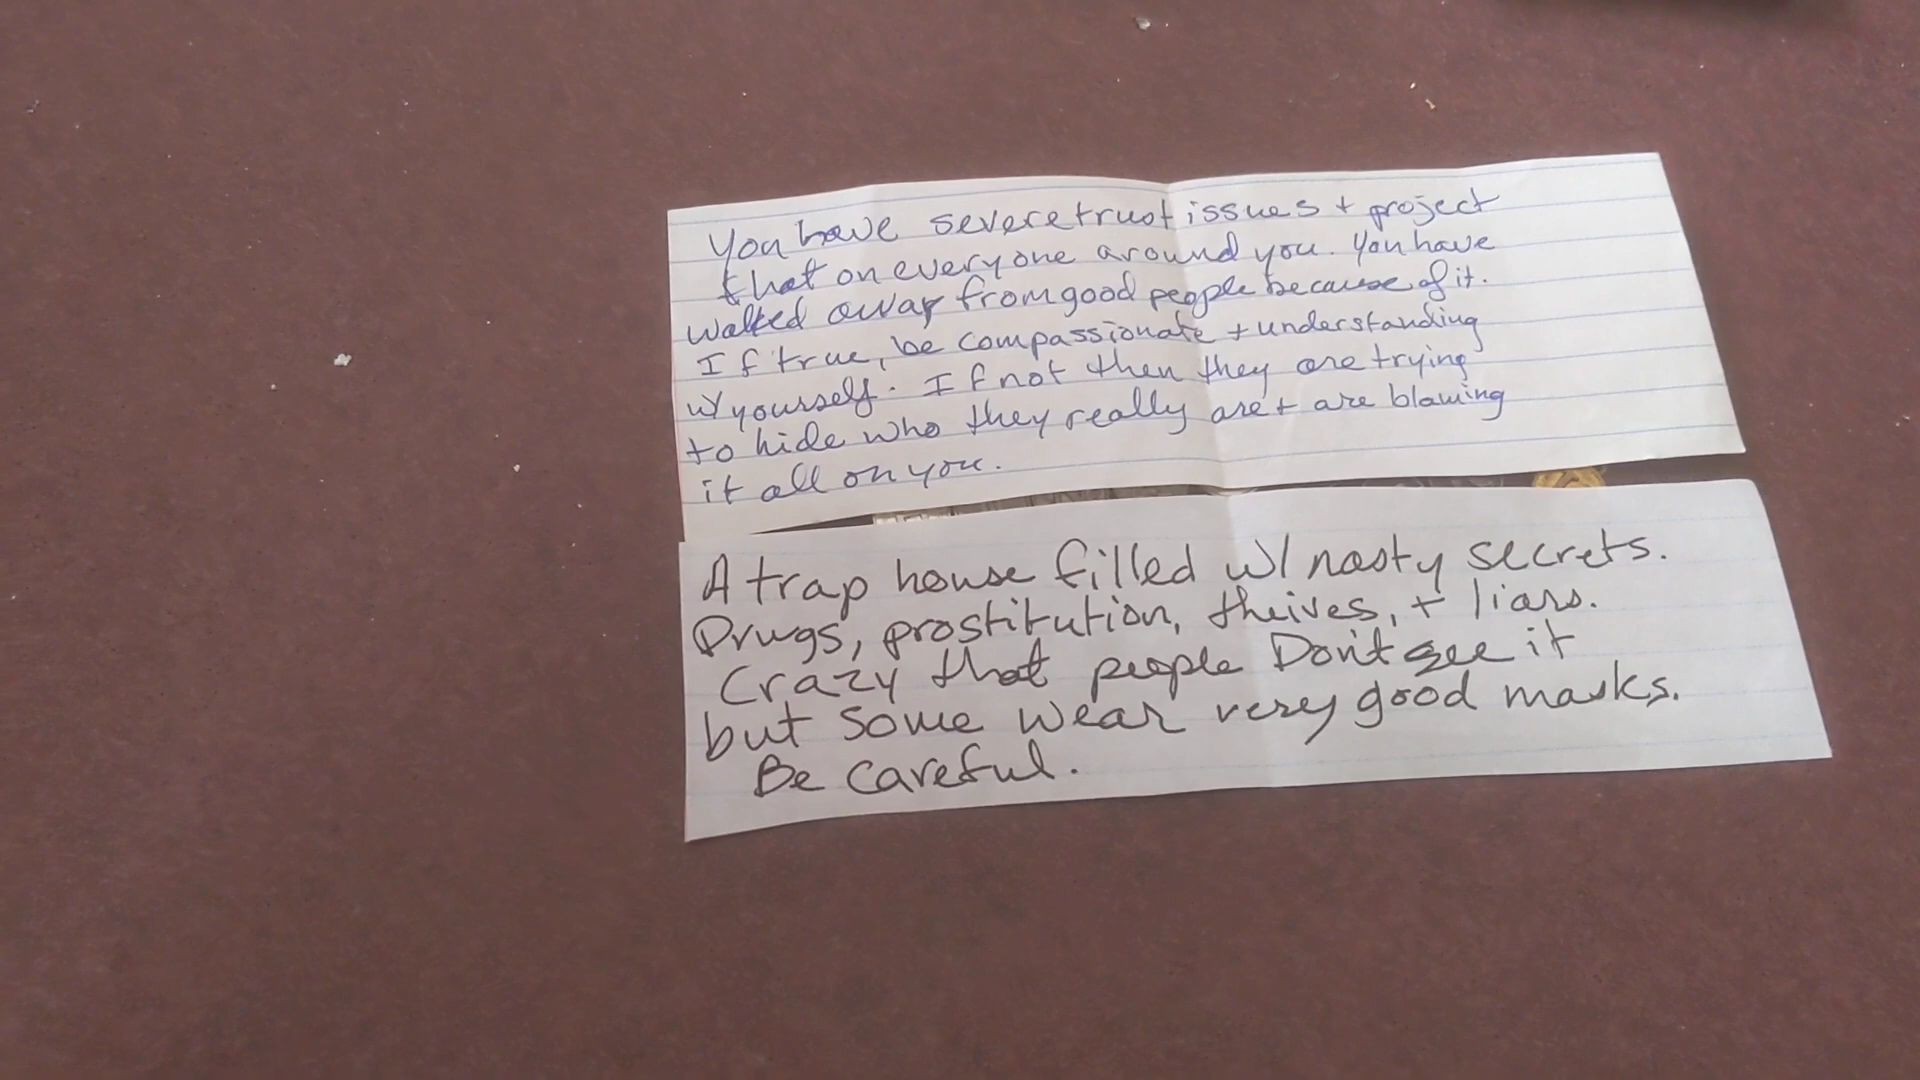 You have severe trust issues + project
that on everyone around you. You have
walked away from good people because of it.
If true, be compassionate + understanding
w/ yourself. If not then they are trying
to hide who they really are + are blaming
it all on you.
A trap house filled w/ nasty secrets.
Drugs, prostitution, theives, + liars.
Crazy that people Don't see it
but some wear very good masks.
Be careful.